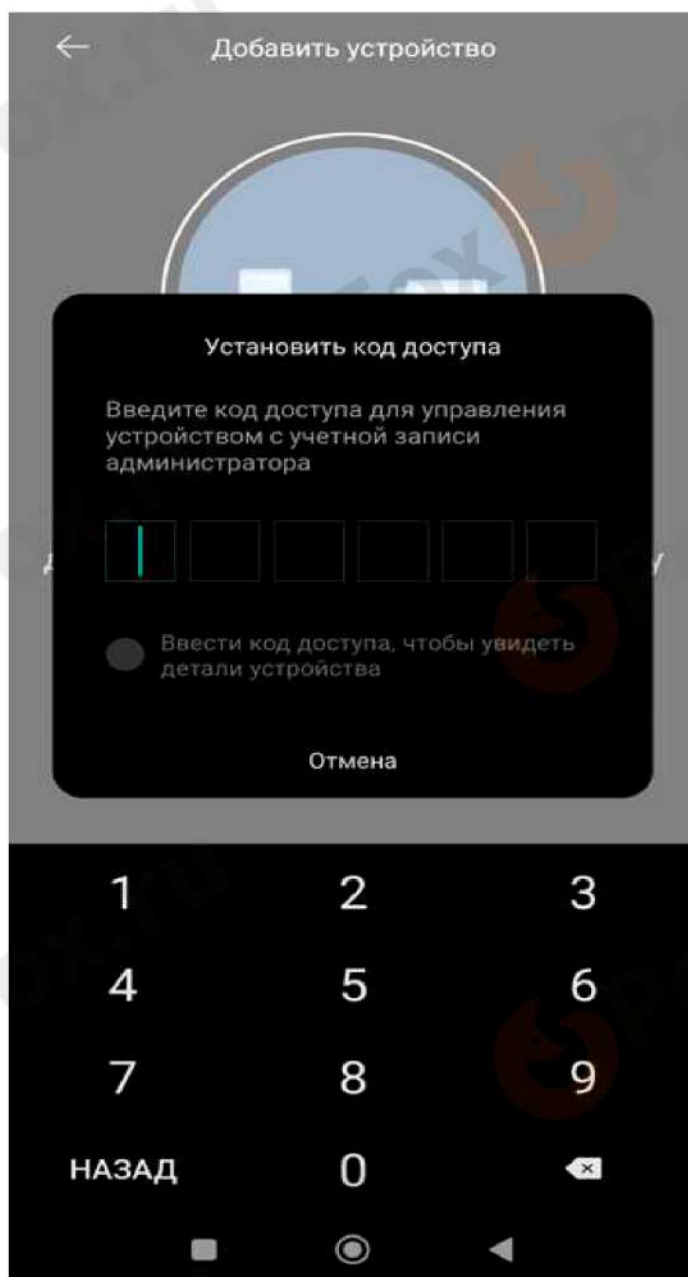 Добавить устройство
Установить код доступа
Введите код доступа для управления
устройством с учетной записи
администратора
Ввести код доступа, чтобы увидеть
детали устройства
Отмена
1 2 3
4 5 6
7 8 9
НАЗАД 0